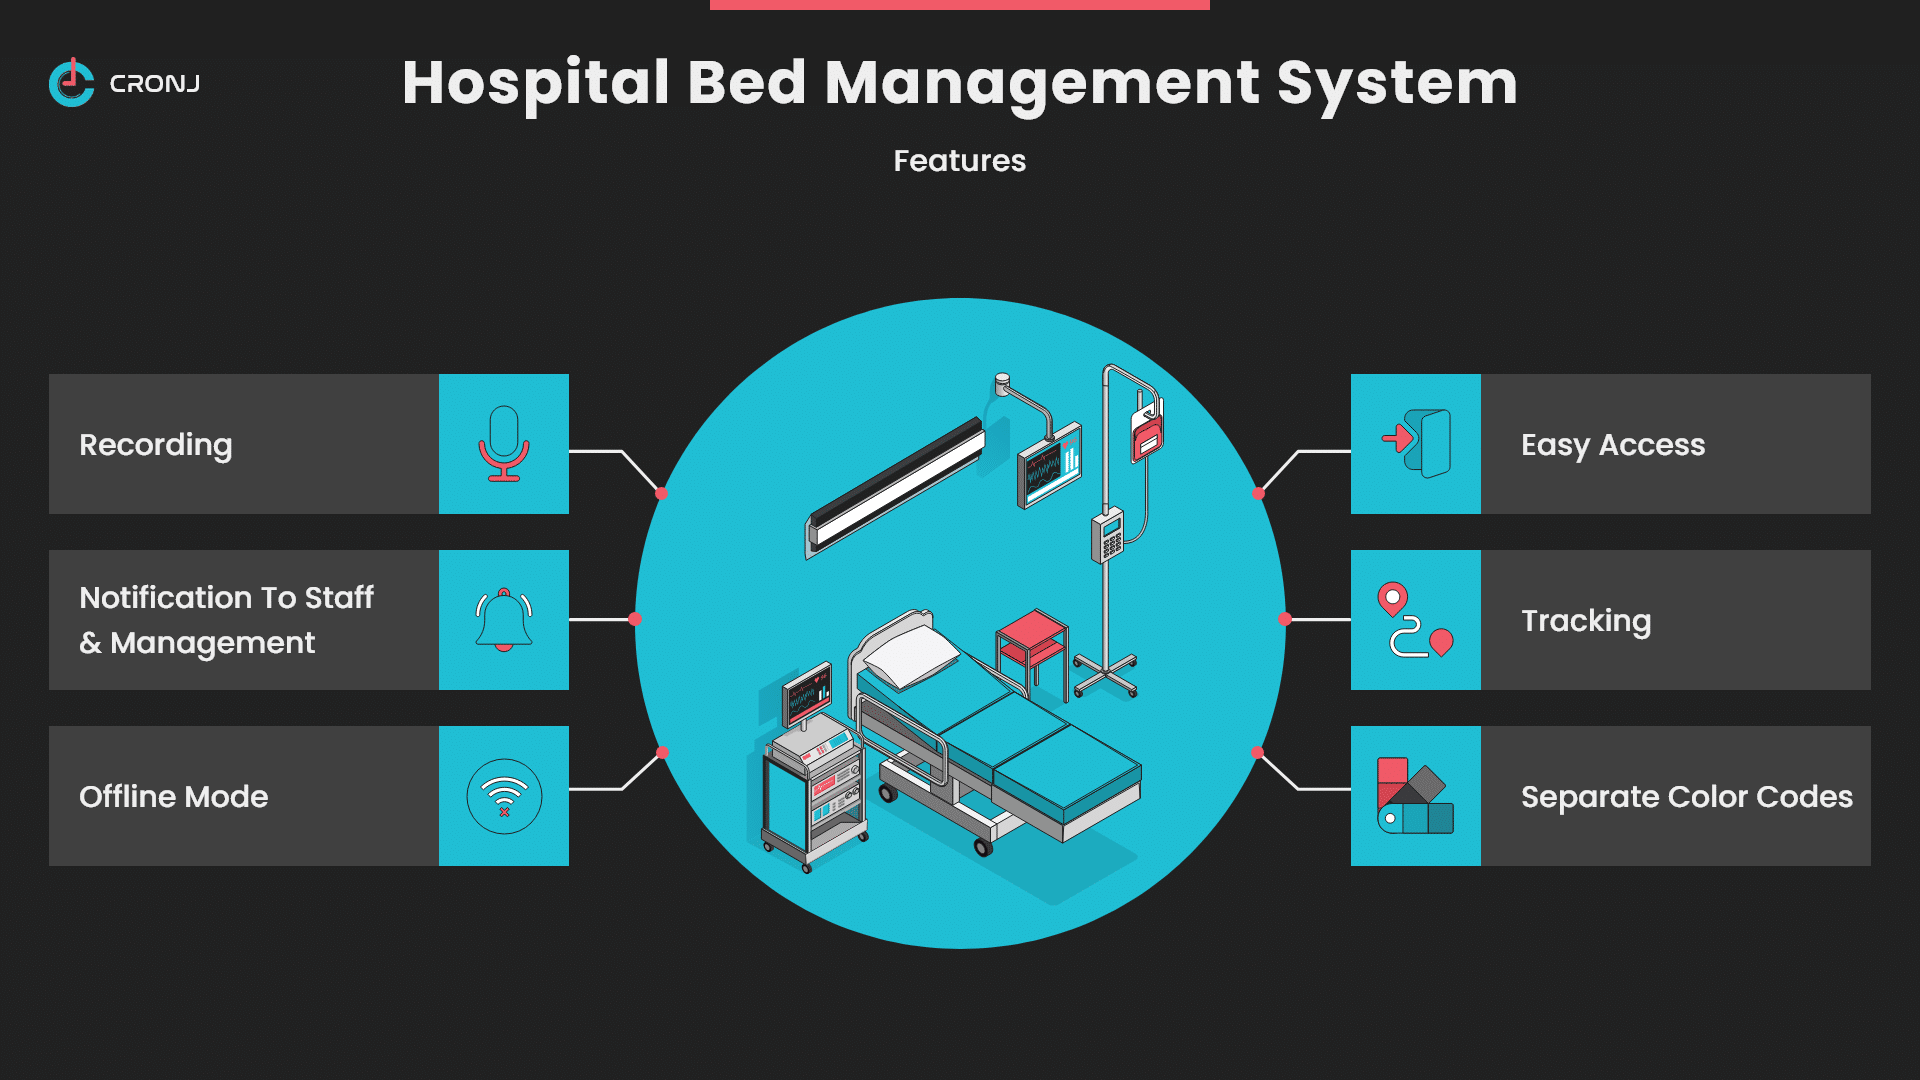 CRONJ
Hospital Bed Management System
Features
Recording
Notification To Staff
& Management
Offline Mode
Easy Access
Tracking
Separate Color Codes